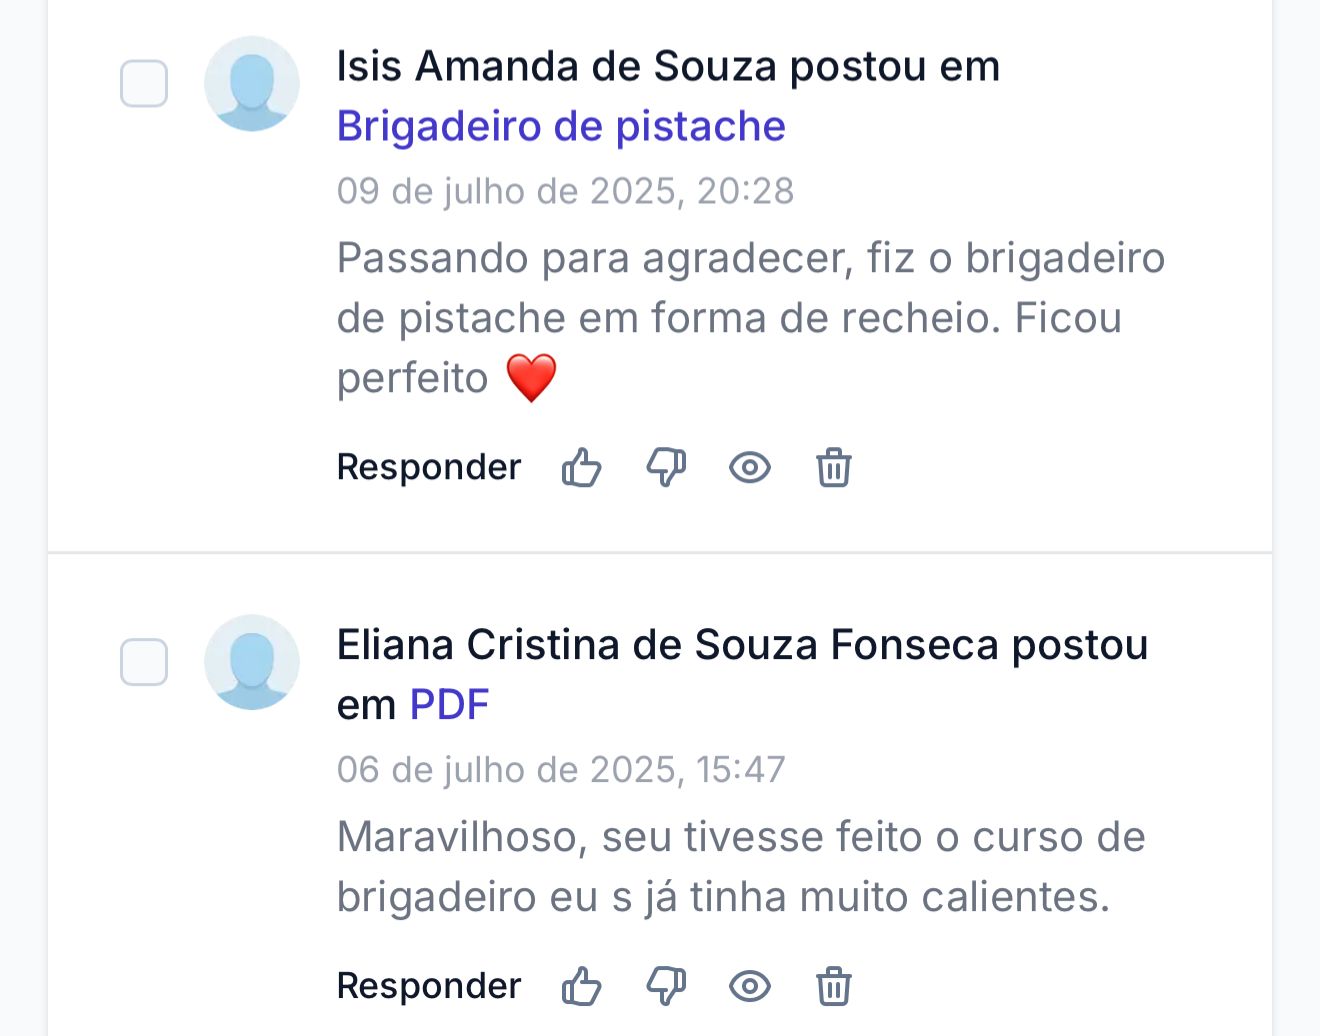 Isis Amanda de Souza postou em
Brigadeiro de pistache
09 de julho de 2025, 20:28
Passando para agradecer, fiz o brigadeiro
de pistache em forma de recheio. Ficou
perfeito ❤️
Responder
Eliana Cristina de Souza Fonseca postou
em PDF
06 de julho de 2025, 15:47
Maravilhoso, seu tivesse feito o curso de
brigadeiro eu s já tinha muito calientes.
Responder